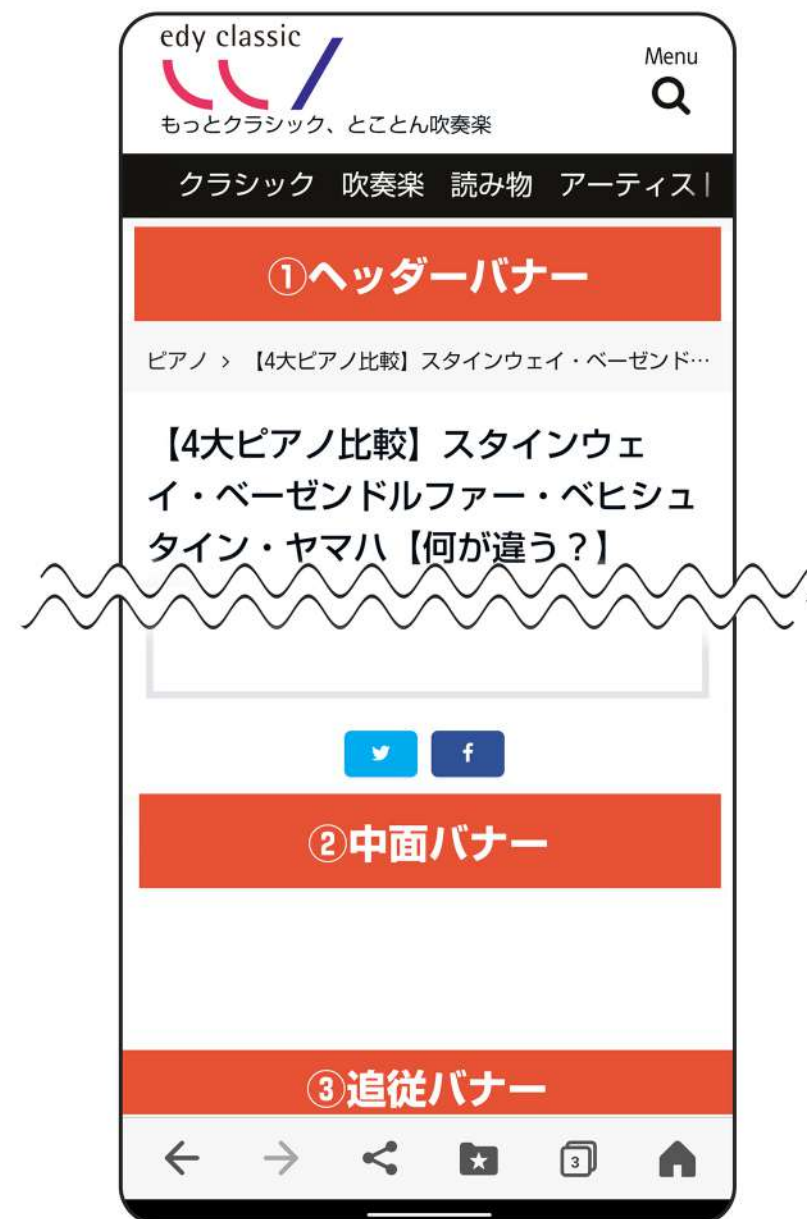 edy classic
Menu
もっとクラシック、とことん吹奏楽
クラシック 吹奏楽 読み物 アーティス
①ヘッダーバナー
ピアノ > 【4大ピアノ比較】スタインウェイ・ベーゼンド…
【4大ピアノ比較】スタインウェ
イ・ベーゼンドルファー・ベヒシュ
タイン・ヤマハ【何が違う？】
②中面バナー
③追従バナー
3